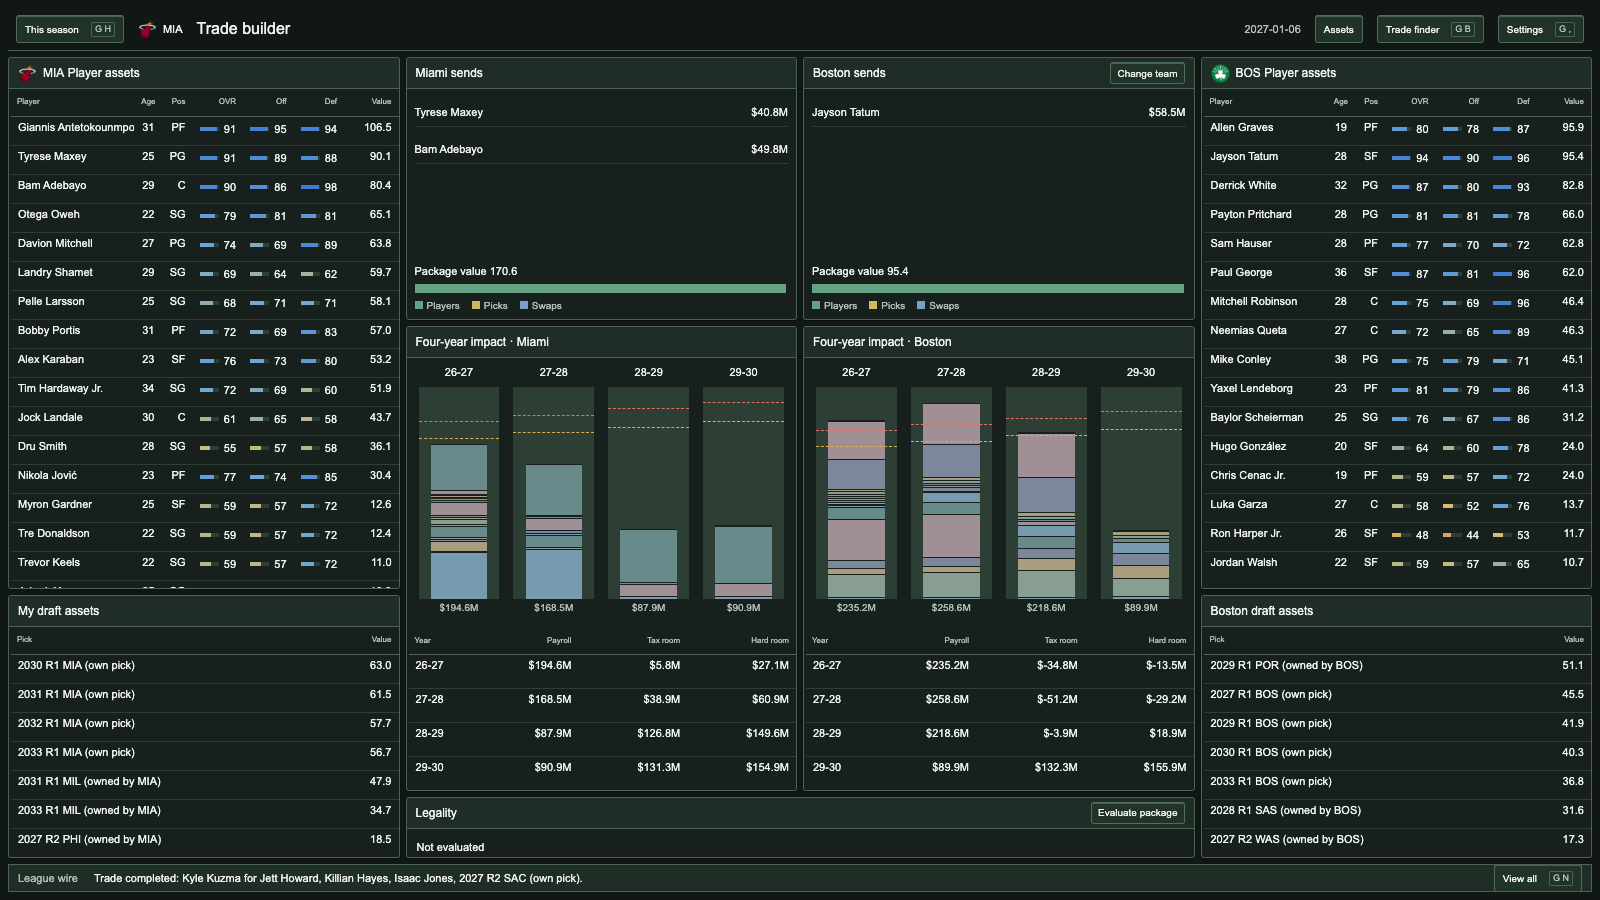 This season G H
MIA Trade builder
2027-01-06
Assets
Trade finder G B
Settings G ,
MIA Player assets
Player Age Pos OVR Off Def Value
Giannis Antetokounmpo 31 PF 91 95 94 106.5
Tyrese Maxey 25 PG 91 89 88 90.1
Bam Adebayo 29 C 90 86 98 80.4
Otega Oweh 22 SG 79 81 81 65.1
Davion Mitchell 27 PG 74 69 89 63.8
Landry Shamet 29 SG 69 64 62 59.7
Pelle Larsson 25 SG 68 71 71 58.1
Bobby Portis 31 PF 72 69 83 57.0
Alex Karaban 23 SF 76 73 80 53.2
Tim Hardaway Jr. 34 SG 72 69 60 51.9
Jock Landale 30 C 61 65 58 43.7
Dru Smith 28 SG 55 57 58 36.1
Nikola Jović 23 PF 77 74 85 30.4
Myron Gardner 25 SF 59 57 72 12.6
Tre Donaldson 22 SG 59 57 72 12.4
Trevor Keels 22 SG 59 57 72 11.0
My draft assets
Pick Value
2030 R1 MIA (own pick) 63.0
2031 R1 MIA (own pick) 61.5
2032 R1 MIA (own pick) 57.7
2033 R1 MIA (own pick) 56.7
2031 R1 MIL (owned by MIA) 47.9
2033 R1 MIL (owned by MIA) 34.7
2027 R2 PHI (owned by MIA) 18.5
Miami sends
Tyrese Maxey $40.8M
Bam Adebayo $49.8M
Package value 170.6
Players Picks Swaps
Four-year impact · Miami
26-27 27-28 28-29 29-30
$194.6M $168.5M $87.9M $90.9M
Year Payroll Tax room Hard room
26-27 $194.6M $5.8M $27.1M
27-28 $168.5M $38.9M $60.9M
28-29 $87.9M $126.8M $149.6M
29-30 $90.9M $131.3M $154.9M
Boston sends
Change team
Jayson Tatum $58.5M
Package value 95.4
Players Picks Swaps
Four-year impact · Boston
26-27 27-28 28-29 29-30
$235.2M $258.6M $218.6M $89.9M
Year Payroll Tax room Hard room
26-27 $235.2M $-34.8M $-13.5M
27-28 $258.6M $-51.2M $-29.2M
28-29 $218.6M $-3.9M $18.9M
29-30 $89.9M $132.3M $155.9M
Legality
Evaluate package
Not evaluated
BOS Player assets
Player Age Pos OVR Off Def Value
Allen Graves 19 PF 80 78 87 95.9
Jayson Tatum 28 SF 94 90 96 95.4
Derrick White 32 PG 87 80 93 82.8
Payton Pritchard 28 PG 81 81 78 66.0
Sam Hauser 28 PF 77 70 72 62.8
Paul George 36 SF 87 81 96 62.0
Mitchell Robinson 28 C 75 69 96 46.4
Neemias Queta 27 C 72 65 89 46.3
Mike Conley 38 PG 75 79 71 45.1
Yaxel Lendeborg 23 PF 81 79 86 41.3
Baylor Scheierman 25 SG 76 67 86 31.2
Hugo González 20 SF 64 60 78 24.0
Chris Cenac Jr. 19 PF 59 57 72 24.0
Luka Garza 27 C 58 52 76 13.7
Ron Harper Jr. 26 SF 48 44 53 11.7
Jordan Walsh 22 SF 59 57 65 10.7
Boston draft assets
Pick Value
2029 R1 POR (owned by BOS) 51.1
2027 R1 BOS (own pick) 45.5
2029 R1 BOS (own pick) 41.9
2030 R1 BOS (own pick) 40.3
2033 R1 BOS (own pick) 36.8
2028 R1 SAS (owned by BOS) 31.6
2027 R2 WAS (owned by BOS) 17.3
League wire Trade completed: Kyle Kuzma for Jett Howard, Killian Hayes, Isaac Jones, 2027 R2 SAC (own pick).
View all G N